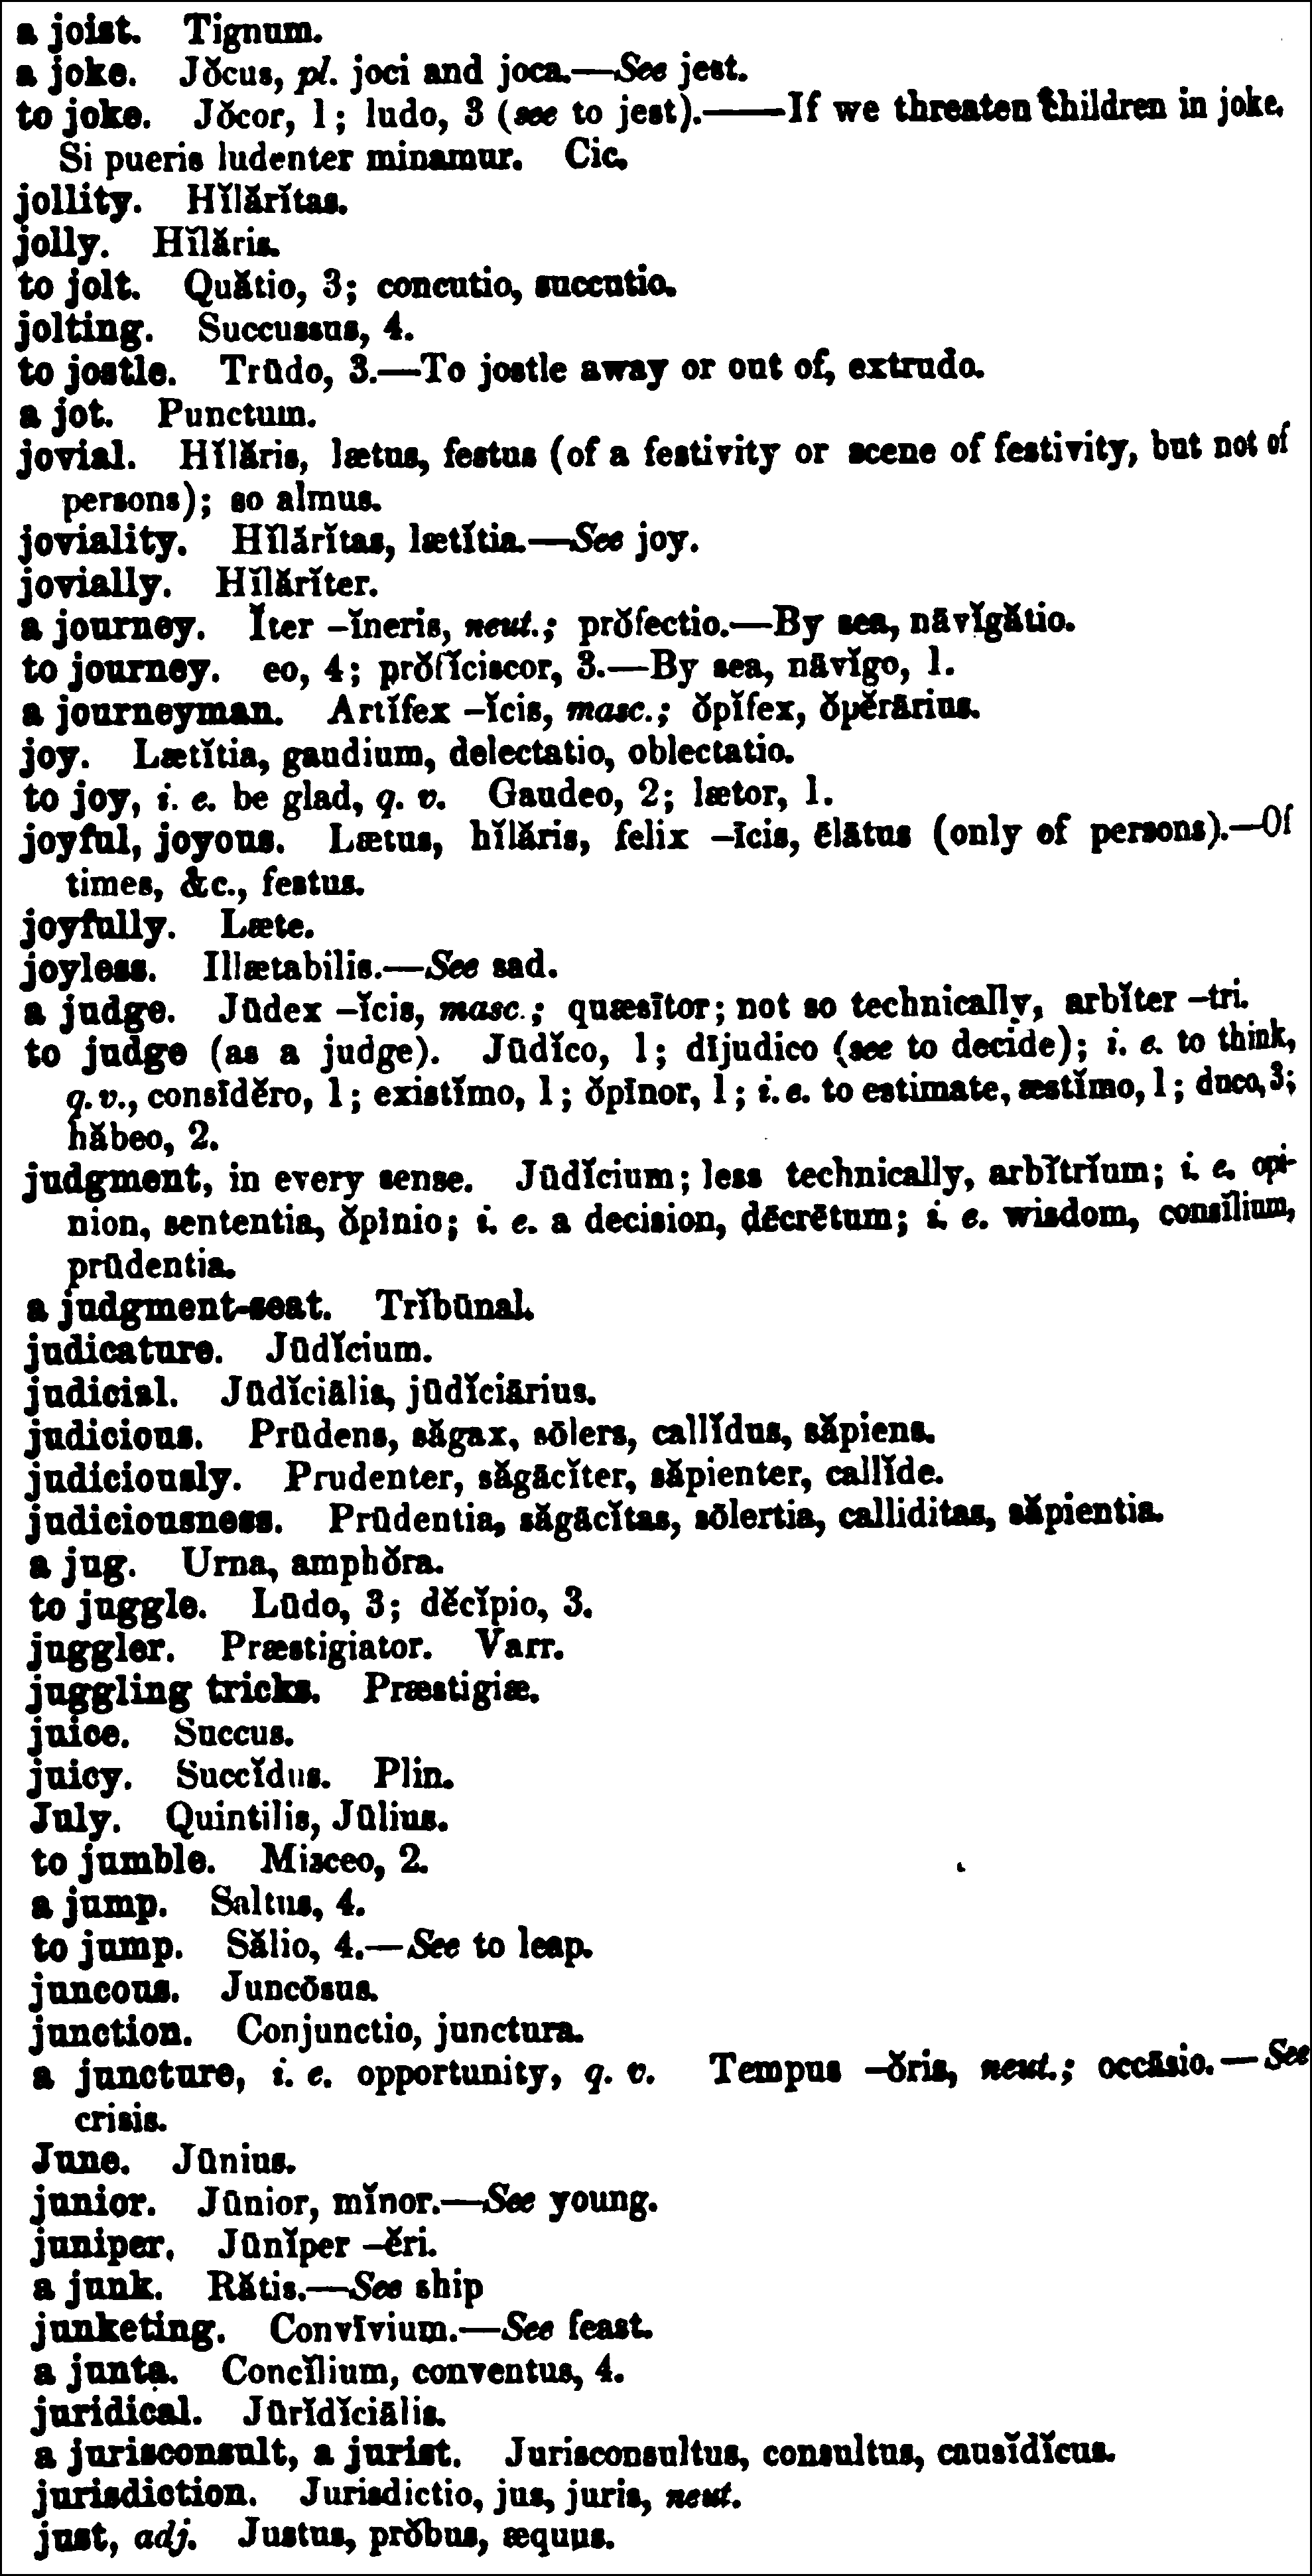 a joist. Tignum.
a joke. Jŏcus, pl. joci and joca.—See jest.
to joke. Jŏcor, 1; ludo, 3 (see to jest).——If we threaten children in joke,
Si pueris ludenter minamur. Cic.
jollity. Hĭlărĭtas.
jolly. Hĭlăris.
to jolt. Quătio, 3; concutio, succutio.
jolting. Succussus, 4.
to jostle. Trūdo, 3.—To jostle away or out of, extrudo.
a jot. Punctum.
jovial. Hĭlăris, lætus, festus (of a festivity or scene of festivity, but not of
persons); so almus.
joviality. Hĭlărĭtas, lætĭtia.—See joy.
jovially. Hĭlărĭter.
a journey. Ĭter –ĭneris, neut.; prŏfectio.—By sea, nāvĭgātio.
to journey. eo, 4; prŏfĭciscor, 3.—By sea, nāvĭgo, 1.
a journeyman. Artĭfex –ĭcis, masc.; ŏpĭfex, ŏpĕrārius.
joy. Lætĭtia, gaudium, delectatio, oblectatio.
to joy, i. e. be glad, q. v. Gaudeo, 2; lætor, 1.
joyful, joyous. Lætus, hĭlăris, felix –īcis, ēlātus (only of persons).—Of
times, &c., festus.
joyfully. Læte.
joyless. Illætabilis.—See sad.
a judge. Jūdex –ĭcis, masc.; quæsītor; not so technically, arbĭter –tri.
to judge (as a judge). Jūdĭco, 1; dījudico (see to decide); i. e. to think,
q. v., consīdĕro, 1; existĭmo, 1; ŏpīnor, 1; i. e. to estimate, æstĭmo, 1; duco, 3;
hăbeo, 2.
judgment, in every sense. Jūdĭcium; less technically, arbĭtrĭum; i. e. opi-
nion, sententia, ŏpīnio; i. e. a decision, dēcrētum; i. e. wisdom, consĭlium,
prūdentia.
a judgment-seat. Trĭbūnal.
judicature. Jūdĭcium.
judicial. Jūdĭciālis, jūdĭciārius.
judicious. Prūdens, săgax, sōlers, callĭdus, săpiens.
judiciously. Prudenter, săgācĭter, săpienter, callĭde.
judiciousness. Prūdentia, săgācĭtas, sōlertia, calliditas, săpientia.
a jug. Urna, amphŏra.
to juggle. Lūdo, 3; dēcĭpio, 3.
juggler. Præstigiator. Varr.
juggling tricks. Præstigiæ.
juice. Succus.
juicy. Succĭdus. Plin.
July. Quintilis, Jūlius.
to jumble. Misceo, 2.
a jump. Saltus, 4.
to jump. Sălio, 4.—See to leap.
juncous. Juncōsus.
junction. Conjunctio, junctura.
a juncture, i. e. opportunity, q. v. Tempus –ŏris, neut.; occāsio.—See
crisis.
June. Jūnius.
junior. Jūnior, mĭnor.—See young.
juniper. Jūnĭper –ĕri.
a junk. Rătis.—See ship
junketing. Convīvium.—See feast.
a junta. Concĭlium, conventus, 4.
juridical. Jūrĭdĭciālis.
a jurisconsult, a jurist. Jurisconsultus, consultus, causĭdĭcus.
jurisdiction. Jurisdictio, jus, juris, neut.
just, adj. Justus, prŏbus, æquus.